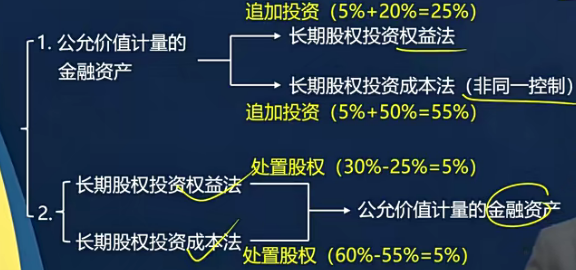 追加投资（5%+20%=25%）
1. 公允价值计量的
金融资产
长期股权投资权益法
长期股权投资成本法（非同一控制）
追加投资（5%+50%=55%）
2.
长期股权投资权益法
处置股权（30%-25%=5%）
公允价值计量的金融资产
长期股权投资成本法
处置股权（60%-55%=5%）